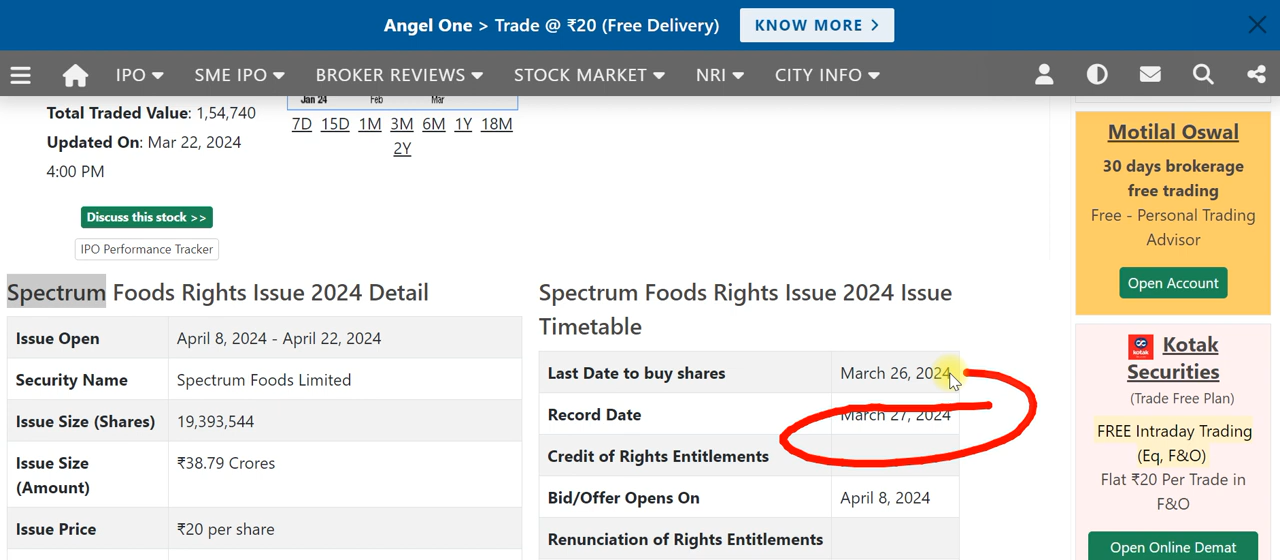 Angel One > Trade @ ₹20 (Free Delivery)
KNOW MORE
IPO
SME IPO
BROKER REVIEWS
STOCK MARKET
NRI
CITY INFO
Total Traded Value: 1,54,740
Updated On: Mar 22, 2024
4:00 PM
Discuss this stock >>
IPO Performance Tracker
Jan 24 Feb Mar
7D 15D 1M 3M 6M 1Y 18M
2Y
Spectrum Foods Rights Issue 2024 Detail
Issue Open April 8, 2024 - April 22, 2024
Security Name Spectrum Foods Limited
Issue Size (Shares) 19,393,544
Issue Size
(Amount)
₹38.79 Crores
Issue Price ₹20 per share
Spectrum Foods Rights Issue 2024 Issue
Timetable
Last Date to buy shares March 26, 2024
Record Date March 27, 2024
Credit of Rights Entitlements
Bid/Offer Opens On April 8, 2024
Renunciation of Rights Entitlements
Motilal Oswal
30 days brokerage
free trading
Free - Personal Trading
Advisor
Open Account
kotak
Kotak
Securities
(Trade Free Plan)
FREE Intraday Trading
(Eq, F&O)
Flat ₹20 Per Trade in
F&O
Open Online Demat